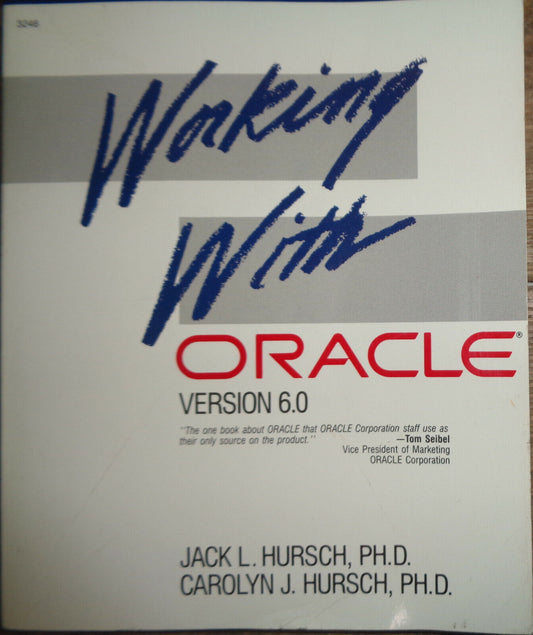 3246
Working
With
ORACLE®
VERSION 6.0
"The one book about ORACLE that ORACLE Corporation staff use as
their only source on the product."
—Tom Seibel
Vice President of Marketing
ORACLE Corporation
JACK L. HURSCH, PH.D.
CAROLYN J. HURSCH, PH.D.